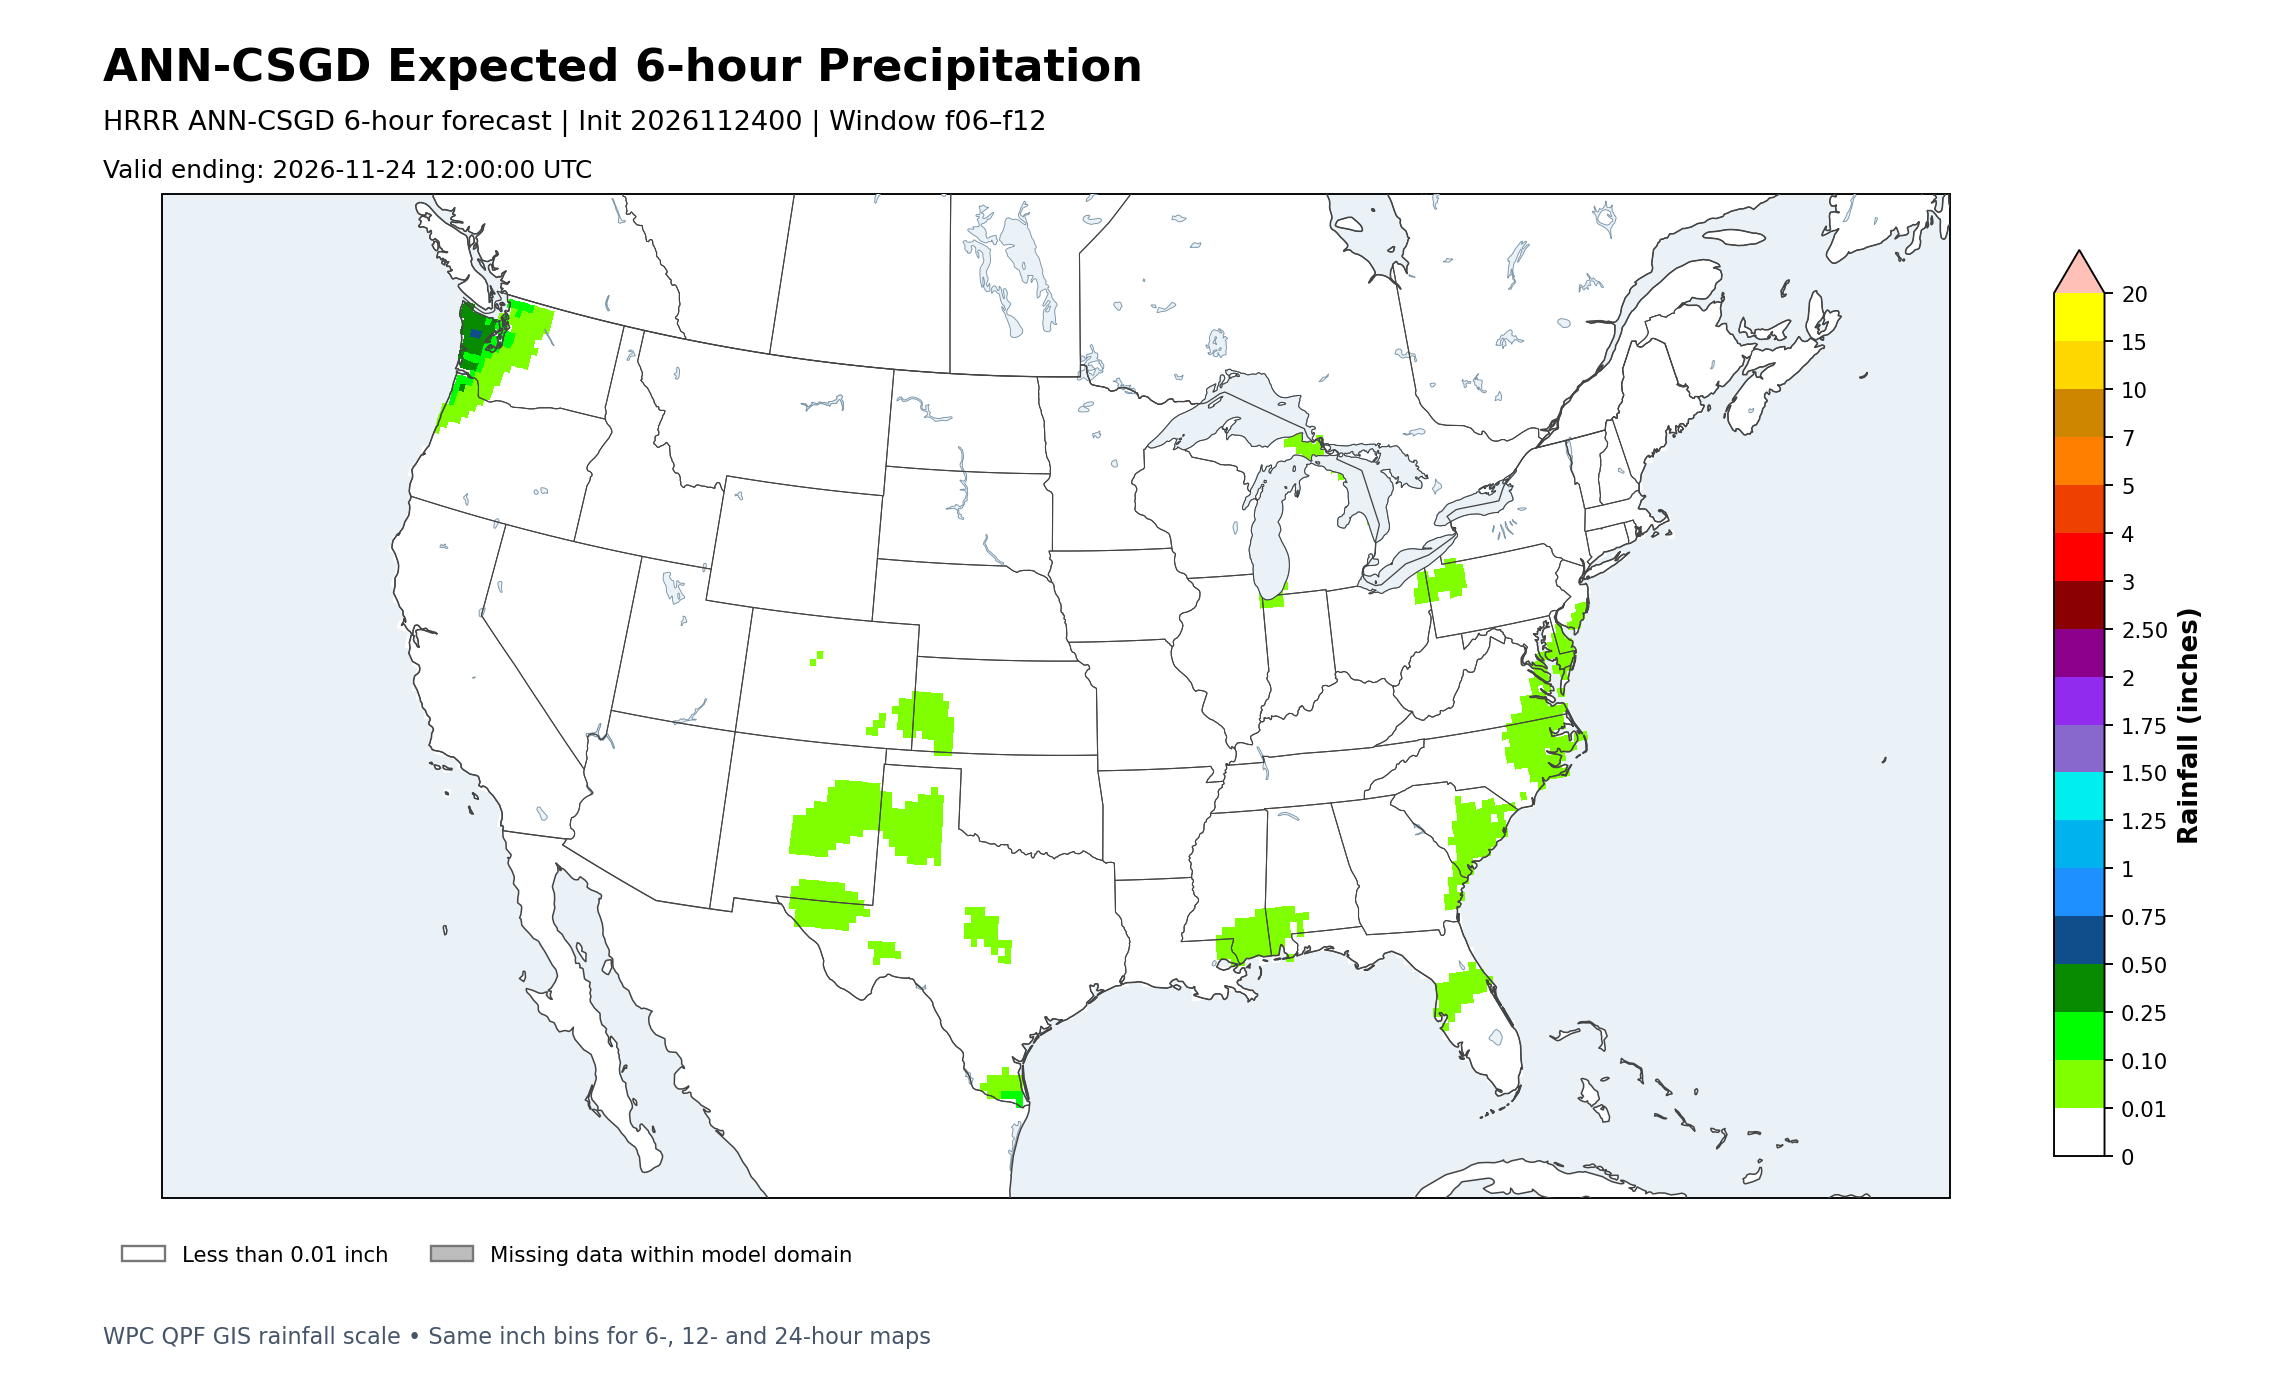 ANN-CSGD Expected 6-hour Precipitation
HRRR ANN-CSGD 6-hour forecast | Init 2026112400 | Window f06–f12
Valid ending: 2026-11-24 12:00:00 UTC
20
15
10
7
5
4
3
2.50
2
1.75
1.50
1.25
1
0.75
0.50
0.25
0.10
0.01
0
Rainfall (inches)
Less than 0.01 inch
Missing data within model domain
WPC QPF GIS rainfall scale • Same inch bins for 6-, 12- and 24-hour maps